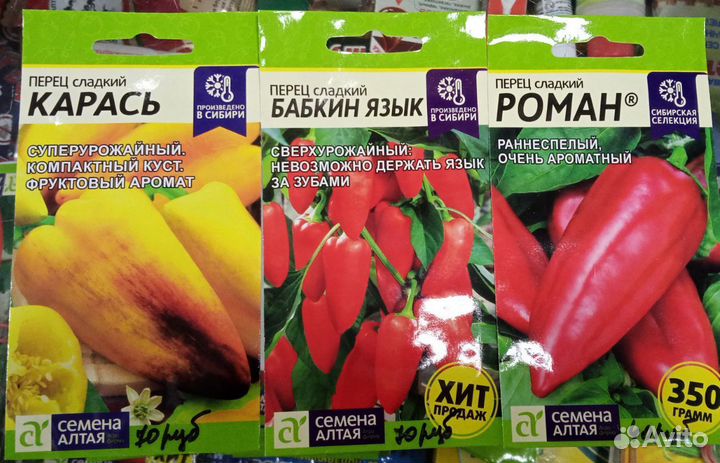 ПЕРЕЦ СЛАДКИЙ
КАРАСЬ
ПРОИЗВЕДЕНО
В СИБИРИ
СУПЕРУРОЖАЙНЫЙ.
КОМПАКТНЫЙ КУСТ.
ФРУКТОВЫЙ АРОМАТ
СЕМЕНА
АЛТАЯ
70 руб
ПЕРЕЦ СЛАДКИЙ
БАБКИН ЯЗЫК
ПРОИЗВЕДЕНО
В СИБИРИ
СВЕРХУРОЖАЙНЫЙ:
НЕВОЗМОЖНО ДЕРЖАТЬ ЯЗЫК
ЗА ЗУБАМИ
ХИТ
ПРОДАЖ
СЕМЕНА
АЛТАЯ
70 руб
ПЕРЕЦ СЛАДКИЙ
РОМАН®
СИБИРСКАЯ
СЕЛЕКЦИЯ
РАННЕСПЕЛЫЙ,
ОЧЕНЬ АРОМАТНЫЙ
350
ГРАММ
СЕМЕНА
АЛТАЯ
Avito